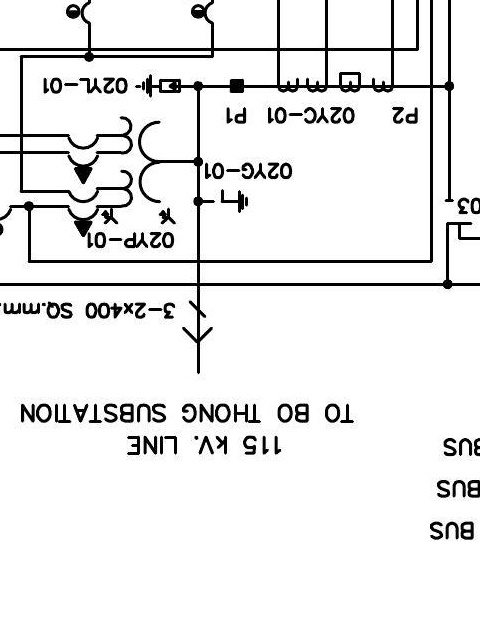 BUS
BUS
BUS
115 kV. LINE
TO BO THONG SUBSTATION
3-2x400 SQ.mm.
02YP-01
03
02YG-01
P2 02YC-01 P1
02YL-01